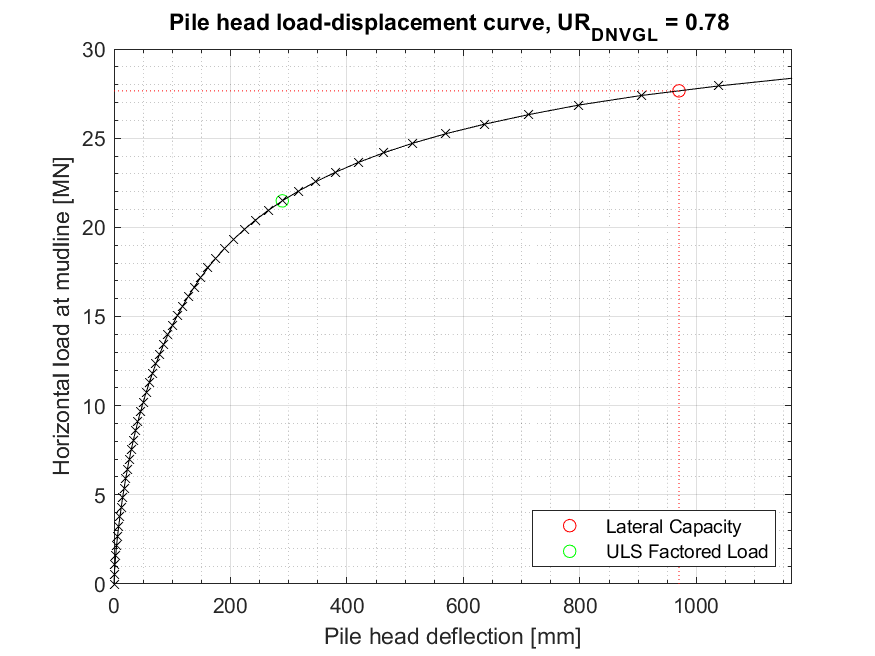 Pile head load-displacement curve, UR_DNVGL = 0.78
Horizontal load at mudline [MN]
30
25
20
15
10
5
0
0 200 400 600 800 1000
Pile head deflection [mm]
Lateral Capacity
ULS Factored Load